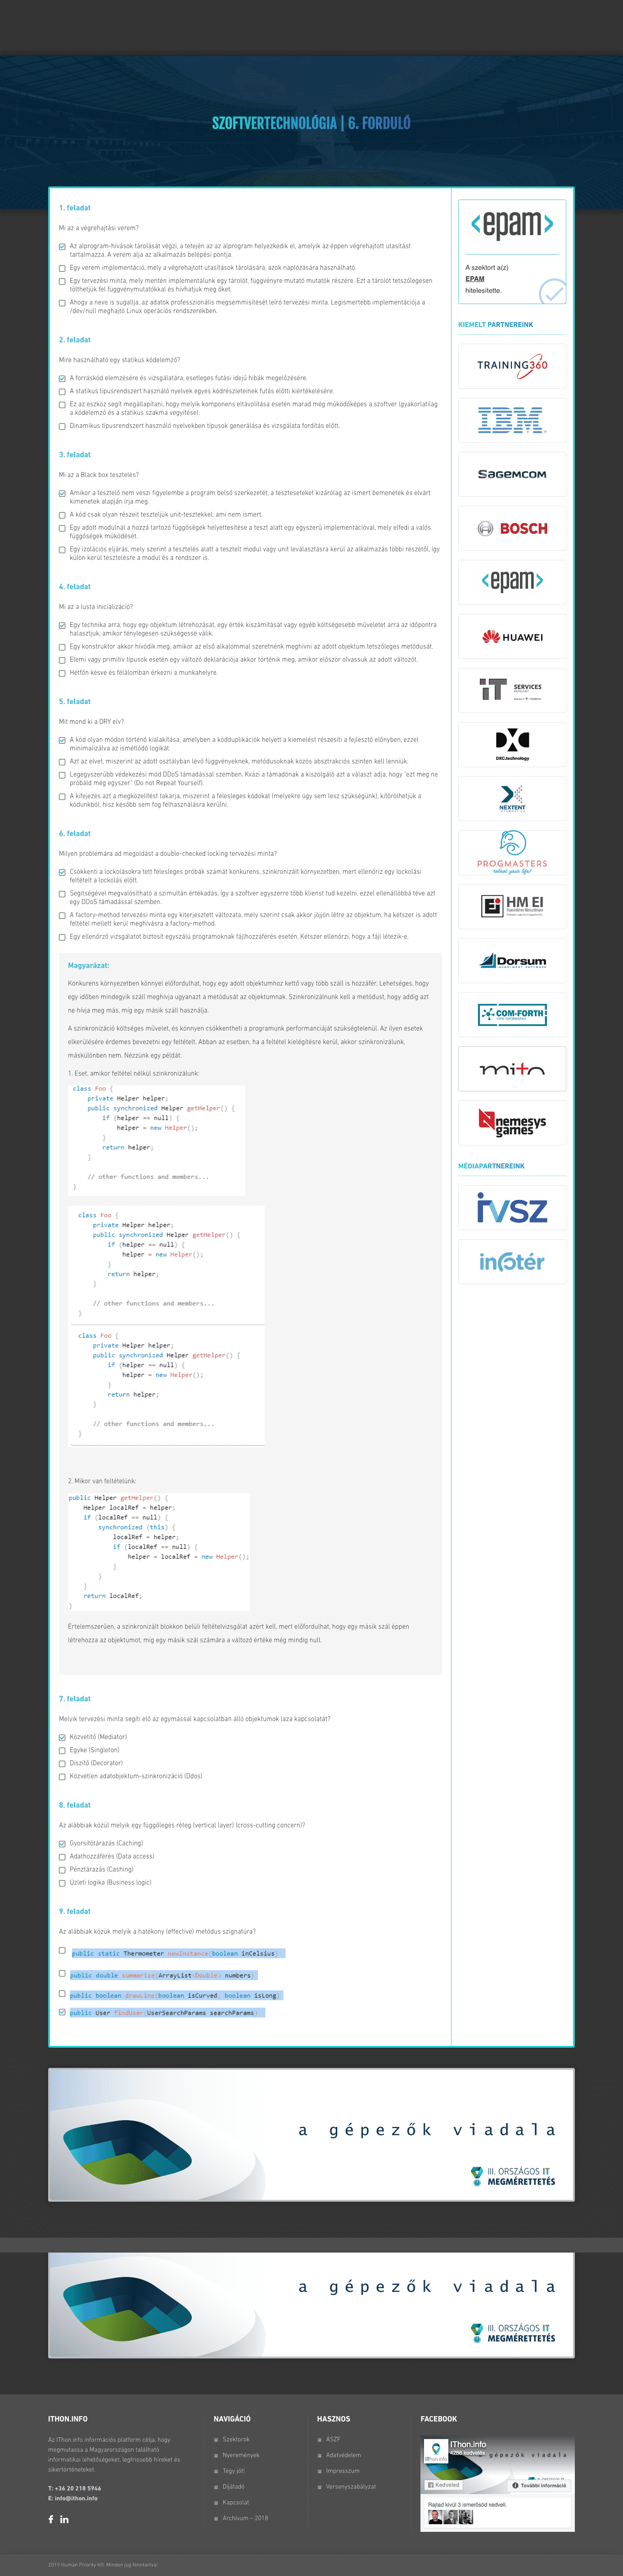 SZOFTVERTECHNOLÓGIA | 6. FORDULÓ
1. feladat
Mi az a végrehajtási verem?
Az alprogram-hívások tárolását végzi, a tetején az az alprogram helyezkedik el, amelyik az éppen végrehajtott utasítást
tartalmazza. A verem alja az alkalmazás belépési pontja.
Egy verem implementáció, mely a végrehajtott utasítások tárolására, azok naplózására használható.
Egy tervezési minta, mely mentén implementálunk egy tárolót, függvényre mutató mutatók részére. Ezt a tárolót tetszőlegesen
tölthetjük fel függvénymutatókkal és hívhatjuk meg őket.
Ahogy a neve is sugallja, az adatok professzionális megsemmisítését leíró tervezési minta. Legismertebb implementációja a
/dev/null meghajtó Linux operációs rendszerekben.
2. feladat
Mire használható egy statikus kódelemző?
A forráskód elemzésére és vizsgálatára, esetleges futási idejű hibák megelőzésére.
A statikus típusrendszert használó nyelvek egyes kódrészleteinek futás előtti kiértékelésére.
Ez az eszköz segít megállapítani, hogy melyik komponens eltávolítása esetén marad még működőképes a szoftver (gyakorlatilag
a kódelemző és a statikus szakma vegyítése).
Dinamikus típusrendszert használó nyelvekben típusok generálása és vizsgálata fordítás előtt.
3. feladat
Mi az a Black box tesztelés?
Amikor a tesztelő nem veszi figyelembe a program belső szerkezetét, a teszteseteket kizárólag az ismert bemenetek és elvárt
kimenetek alapján írja meg.
A kód csak olyan részeit teszteljük unit-tesztekkel, ami nem ismert.
Egy adott modulnál a hozzá tartozó függőségek helyettesítése a teszt alatt egy egyszerű implementációval, mely elfedi a valós
függőségek működését.
Egy izolációs eljárás, mely szerint a tesztelés alatt a tesztelt modul vagy unit leválasztásra kerül az alkalmazás többi részétől, így
külön kerül tesztelésre a modul és a rendszer is.
4. feladat
Mi az a lusta inicializáció?
Egy technika arra, hogy egy objektum létrehozását, egy érték kiszámítását vagy egyéb költségesebb műveletet arra az időpontra
halasztjuk, amikor ténylegesen szükségessé válik.
Egy konstruktor akkor hívódik meg, amikor az első alkalommal szeretnénk meghívni az adott objektum tetszőleges metódusát.
Elemi vagy primitív típusok esetén egy változó deklarációja akkor történik meg, amikor először olvassuk az adott változót.
Hétfőn késve és félálomban érkezni a munkahelyre.
5. feladat
Mit mond ki a DRY elv?
A kód olyan módon történő kialakítása, amelyben a kódduplikációk helyett a kiemelést részesíti a fejlesztő előnyben, ezzel
minimalizálva az ismétlődő logikát.
Azt az elvet, miszerint az adott osztályban lévő függvényeknek, metódusoknak közös absztrakciós szinten kell lenniük.
Legegyszerűbb védekezési mód DDoS támadással szemben. Kvázi a támadónak a kiszolgáló azt a választ adja, hogy "ezt meg ne
próbáld még egyszer" (Do not Repeat Yourself).
A kifejezés azt a megközelítést takarja, miszerint a felesleges kódokat (melyekre úgy sem lesz szükségünk), kitörölhetjük a
kódunkból, hisz később sem fog felhasználásra kerülni.
6. feladat
Milyen problémára ad megoldást a double-checked locking tervezési minta?
Csökkenti a lockolásokra tett felesleges próbák számát konkurens, szinkronizált környezetben, mert ellenőriz egy lockolási
feltételt a lockolás előtt.
Segítségével megvalósítható a szimultán értékadás, így a szoftver egyszerre több klienst tud kezelni, ezzel ellenállóbbá téve azt
egy DDoS támadással szemben.
A factory-method tervezési minta egy kiterjesztett változata, mely szerint csak akkor jöjjön létre az objektum, ha kétszer is adott
feltétel mellett kerül meghívásra a factory-method.
Egy ellenőrző vizsgálatot biztosít egyszálú programoknak fájlhozzáférés esetén. Kétszer ellenőrzi, hogy a fájl létezik-e.
Magyarázat:
Konkurens környezetben könnyel előfordulhat, hogy egy adott objektumhoz kettő vagy több szál is hozzáfér. Lehetséges, hogy
egy időben mindegyik szál meghívja ugyanazt a metódusát az objektumnak. Szinkronizálnunk kell a metódust, hogy addig azt
ne hívja meg más, míg egy másik száll használja.
A szinkronizáció költséges művelet, és könnyen csökkentheti a programunk performanciáját szükségtelenül. Az ilyen esetek
elkerülésére érdemes bevezetni egy feltételt. Abban az esetben, ha a feltétel kielégítésre kerül, akkor szinkronizálunk,
máskülönben nem. Nézzünk egy példát:
1. Eset, amikor feltétel nélkül szinkronizálunk:
class Foo {
private Helper helper;
public synchronized Helper getHelper() {
if (helper == null) {
helper = new Helper();
}
return helper;
}
// other functions and members...
}
class Foo {
private Helper helper;
public synchronized Helper getHelper() {
if (helper == null) {
helper = new Helper();
}
return helper;
}
// other functions and members...
}
class Foo {
private Helper helper;
public synchronized Helper getHelper() {
if (helper == null) {
helper = new Helper();
}
return helper;
}
// other functions and members...
}
2. Mikor van feltételünk:
public Helper getHelper() {
Helper localRef = helper;
if (localRef == null) {
synchronized (this) {
localRef = helper;
if (localRef == null) {
helper = localRef = new Helper();
}
}
}
return localRef;
}
Értelemszerűen, a szinkronizált blokkon belüli feltételvizsgálat azért kell, mert előfordulhat, hogy egy másik szál éppen
létrehozza az objektumot, míg egy másik szál számára a változó értéke még mindig null.
7. feladat
Melyik tervezési minta segíti elő az egymással kapcsolatban álló objektumok laza kapcsolatát?
Közvetítő (Mediator)
Egyke (Singleton)
Díszítő (Decorator)
Közvetlen adatobjektum-szinkronizáció (Ddos)
8. feladat
Az alábbiak közül melyik egy függőleges réteg (vertical layer) (cross-cutting concern)?
Gyorsítótárazás (Caching)
Adathozzáférés (Data access)
Pénztárazás (Cashing)
Üzleti logika (Business logic)
9. feladat
Az alábbiak közük melyik a hatékony (effective) metódus szignatúra?
public static Thermometer newInstance(boolean inCelsius)
public double summarize(ArrayList<Double> numbers)
public boolean drawLine(boolean isCurved, boolean isLong)
public User findUser(UserSearchParams searchParams)
<epam>
A szektort a(z)
EPAM
hitelesítette.
KIEMELT PARTNEREINK
TRAINING360
IBM
SAGEMCOM
BOSCH
<epam>
HUAWEI
iT SERVICES
DXC.technology
NEXTENT
PROGMASTERS
reboot your life!
HM EI
Dorsum
INVESTMENT SOFTWARE
COM-FORTH
mito
nemesys
games
MÉDIAPARTNEREINK
ivsz
infotér
a gépezők viadala
III. ORSZÁGOS IT
MEGMÉRETTETÉS
a gépezők viadala
III. ORSZÁGOS IT
MEGMÉRETTETÉS
ITHON.INFO
Az IThon.info információs platform célja, hogy
megmutassa a Magyarországon található
informatikai lehetőségeket, legfrissebb híreket és
sikertörténeteket.
T: +36 20 218 5946
E: info@ithon.info
NAVIGÁCIÓ
Szektorok
Nyeremények
Tégy jót!
Díjátadó
Kapcsolat
Archívum – 2018
HASZNOS
ÁSZF
Adatvédelem
Impresszum
Versenyszabályzat
FACEBOOK
IThon.info
kedvelés
Kedveled
További információ
Rajtad kívül 3 ismerősöd kedveli.
2019 Human Priority Kft. Minden jog fenntartva!